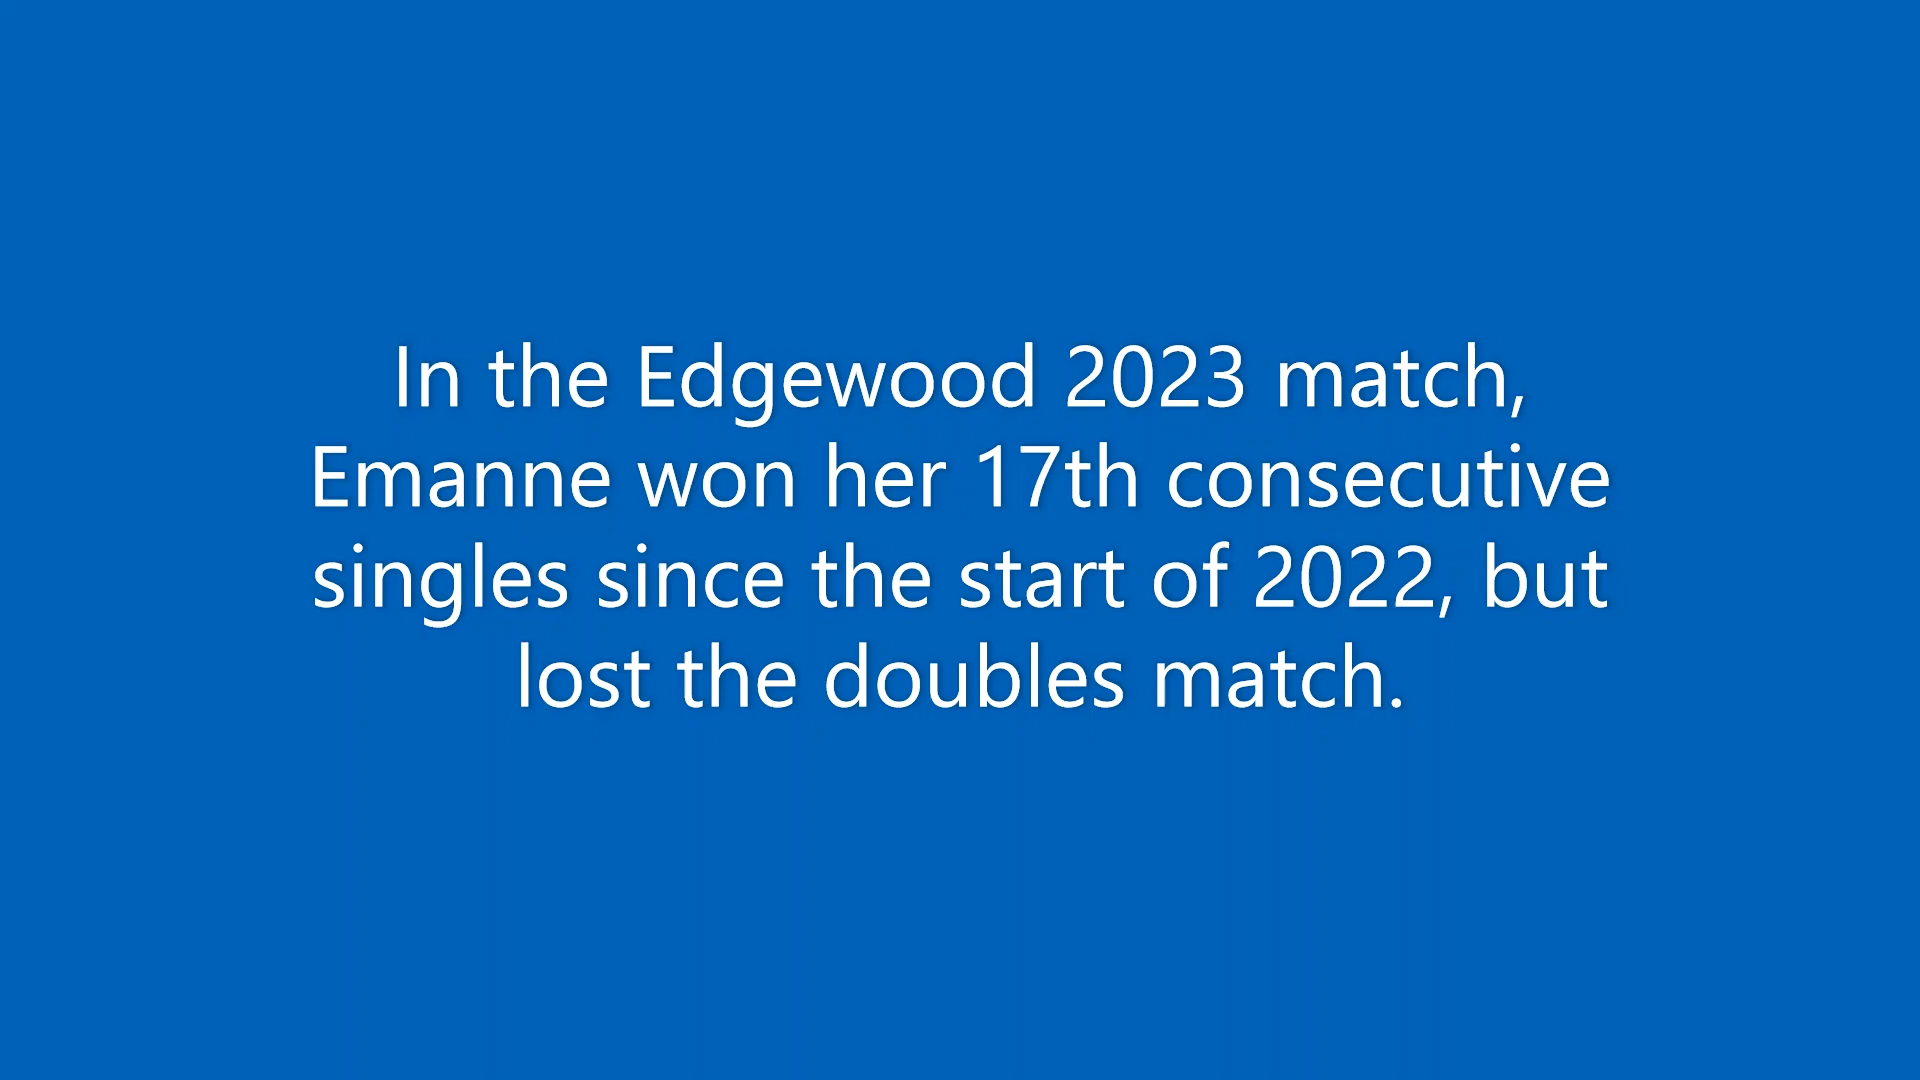 In the Edgewood 2023 match,
Emanne won her 17th consecutive
singles since the start of 2022, but
lost the doubles match.